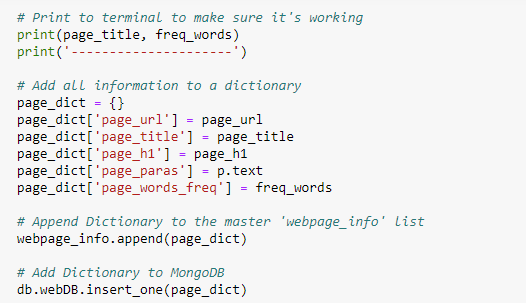 # Print to terminal to make sure it's working
print(page_title, freq_words)
print('---------------------')
# Add all information to a dictionary
page_dict = {}
page_dict['page_url'] = page_url
page_dict['page_title'] = page_title
page_dict['page_h1'] = page_h1
page_dict['page_paras'] = p.text
page_dict['page_words_freq'] = freq_words
# Append Dictionary to the master 'webpage_info' list
webpage_info.append(page_dict)
# Add Dictionary to MongoDB
db.webDB.insert_one(page_dict)